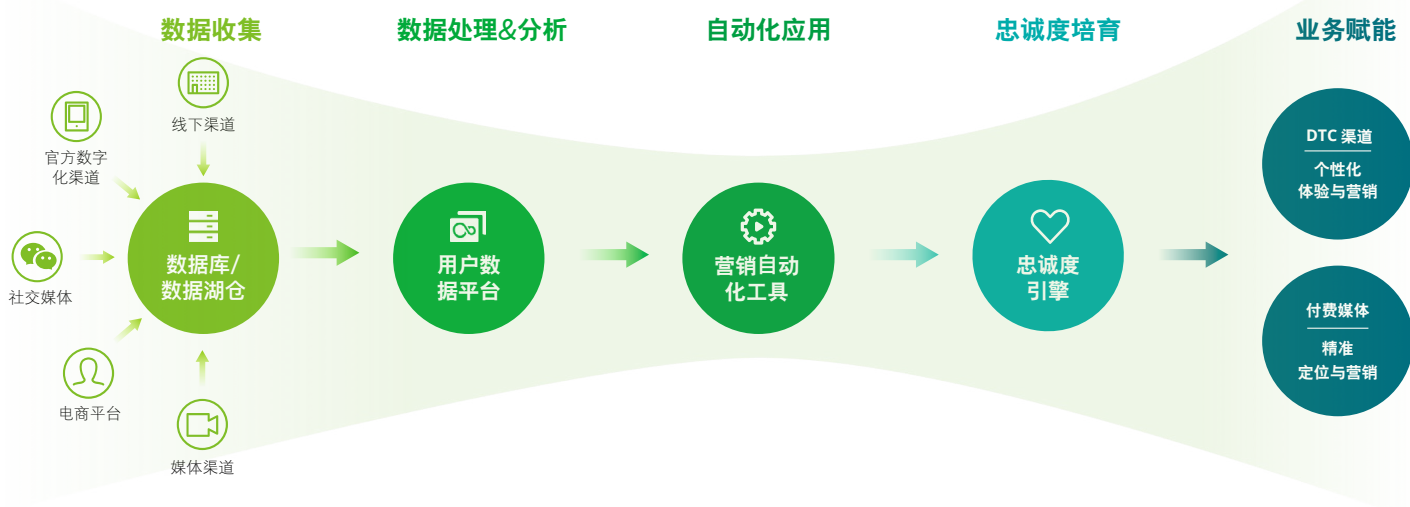 数据收集
数据处理&分析
自动化应用
忠诚度培育
业务赋能
线下渠道
官方数字
化渠道
社交媒体
电商平台
媒体渠道
数据库/
数据湖仓
用户数
据平台
营销自动
化工具
忠诚度
引擎
DTC 渠道
个性化
体验与营销
付费媒体
精准
定位与营销